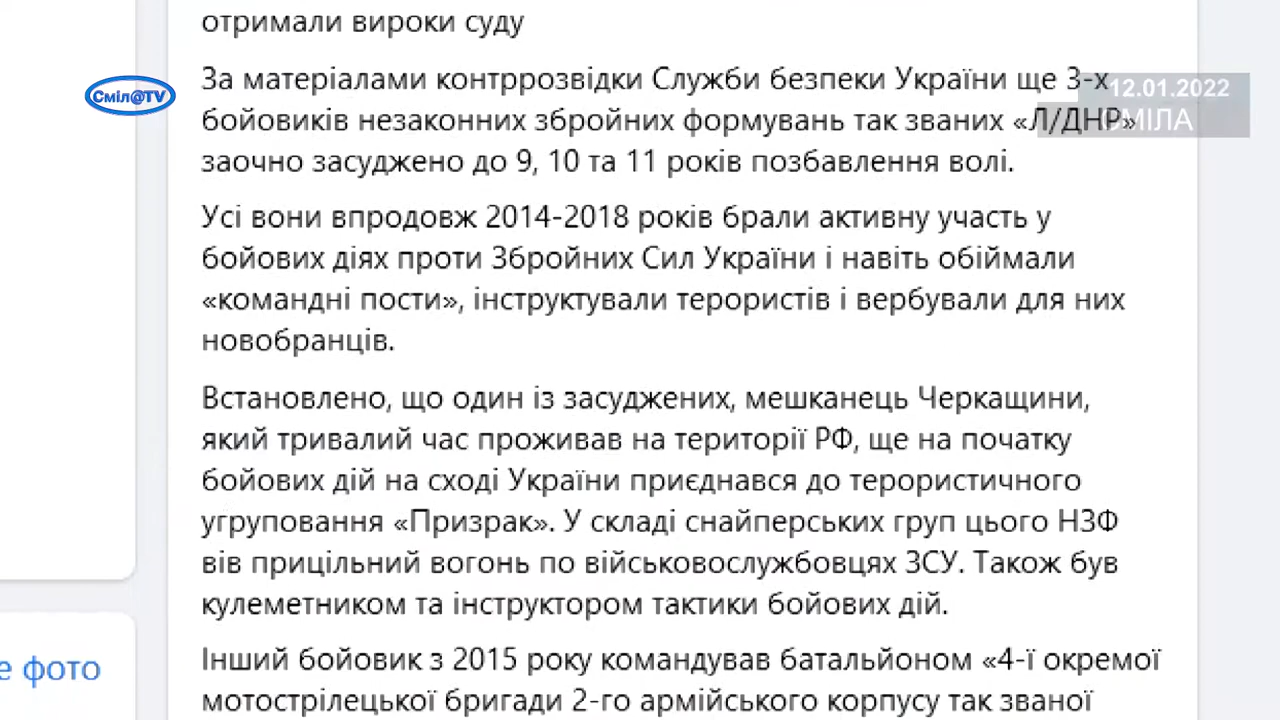 отримали вироки суду
За матеріалами контррозвідки Служби безпеки України ще 3-х
бойовиків незаконних збройних формувань так званих «Л/ДНР»
заочно засуджено до 9, 10 та 11 років позбавлення волі.
Сміл@TV
12.01.2022
СМІЛА
Усі вони впродовж 2014-2018 років брали активну участь у
бойових діях проти Збройних Сил України і навіть обіймали
«командні пости», інструктували терористів і вербували для них
новобранців.
Встановлено, що один із засуджених, мешканець Черкащини,
який тривалий час проживав на території РФ, ще на початку
бойових дій на сході України приєднався до терористичного
угруповання «Призрак». У складі снайперських груп цього НЗФ
вів прицільний вогонь по військовослужбовцях ЗСУ. Також був
кулеметником та інструктором тактики бойових дій.
Інший бойовик з 2015 року командував батальйоном «4-ї окремої
мотострілецької бригади 2-го армійського корпусу так званої
е фото